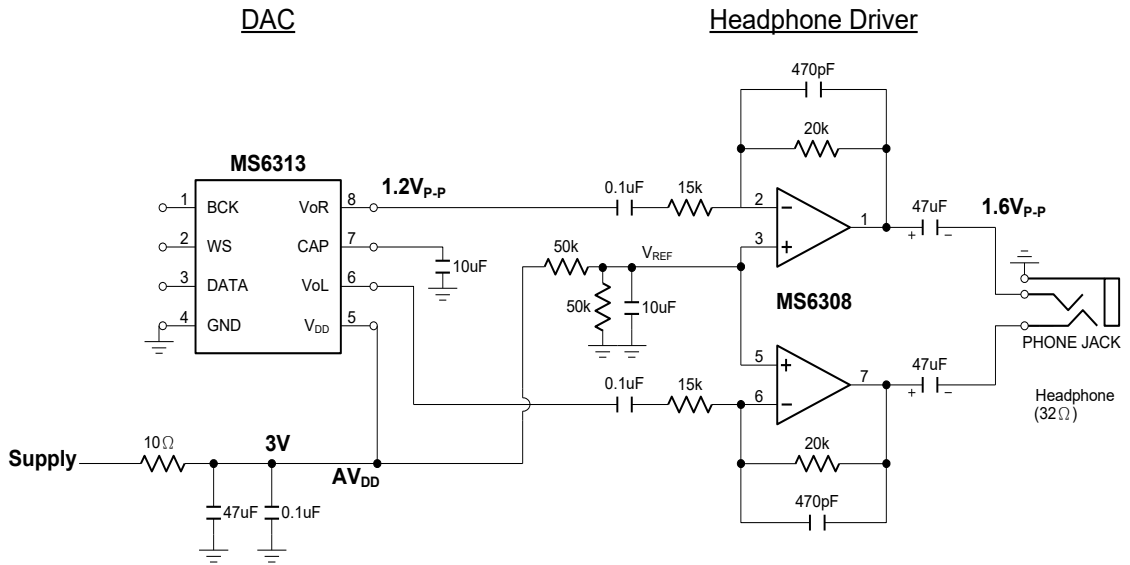 DAC
Headphone Driver
470pF
20k
MS6313
1.2VP-P
0.1uF
15k
1
BCK
VoR
8
2
−
1
47uF
1.6VP-P
+
−
2
WS
CAP
7
50k
VREF
3
+
10uF
3
DATA
VoL
6
50k
10uF
MS6308
4
GND
VDD
5
PHONE JACK
5
+
7
47uF
0.1uF
15k
6
−
+
−
Headphone
(32Ω)
10Ω
3V
Supply
AVDD
20k
47uF
0.1uF
470pF